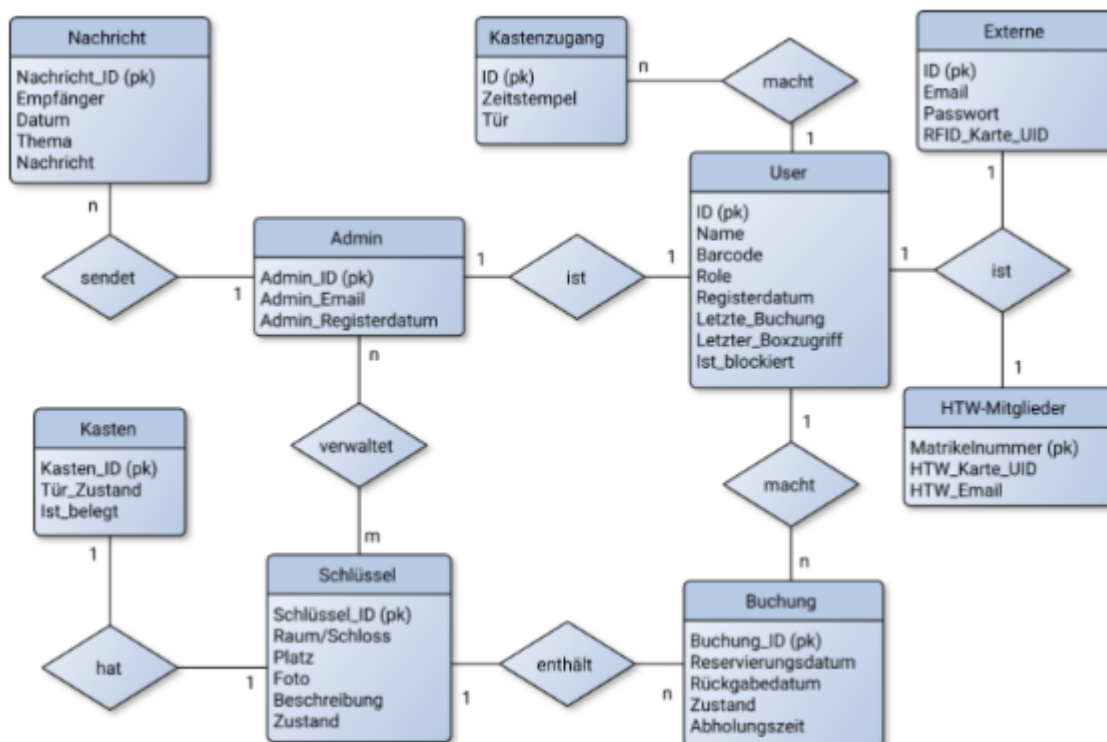 Nachricht
Nachricht_ID (pk)
Empfänger
Datum
Thema
Nachricht
n
sendet
1
Kastenzugang
ID (pk)
Zeitstempel
Tür
n
macht
1
Externe
ID (pk)
Email
Passwort
RFID_Karte_UID
1
Admin
Admin_ID (pk)
Admin_Email
Admin_Registerdatum
1
ist
1
User
ID (pk)
Name
Barcode
Role
Registerdatum
Letzte_Buchung
Letzter_Boxzugriff
Ist_blockiert
1
ist
1
HTW-Mitglieder
Matrikelnummer (pk)
HTW_Karte_UID
HTW_Email
n
verwaltet
m
Kasten
Kasten_ID (pk)
Tür_Zustand
Ist_belegt
1
hat
1
Schlüssel
Schlüssel_ID (pk)
Raum/Schloss
Platz
Foto
Beschreibung
Zustand
1
enthält
n
1
macht
n
Buchung
Buchung_ID (pk)
Reservierungsdatum
Rückgabedatum
Zustand
Abholungszeit